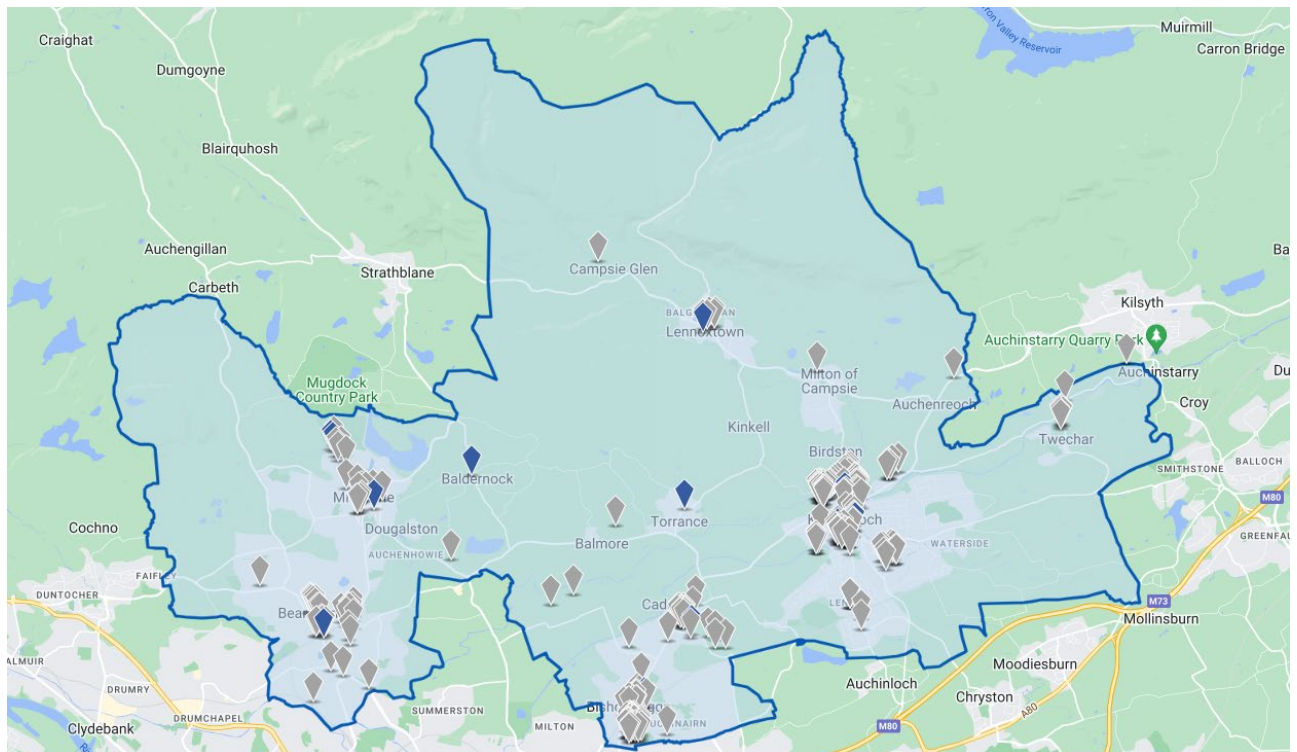 Craighat
Dumgoyne
Muirmill
Carron Bridge
Valley Reservoir
Blairquhosh
Auchengillan
Strathblane
Carbeth
Campsie Glen
Lennoxtown
Kilsyth
Auchinstarry Quarry Park
Auchinstarry
Mugdock
Country Park
Milton of
Campsie
Auchenreoch
Croy
Kinkell
Birdston
Twechar
Baldernock
SMITHSTONE
BALLOCH
M80
Torrance
Dougalston
Cochno
AUCHENHOWIE
Balmore
WATERSIDE
FAIFLEY
DUNTOCHER
M73
Mollinsburn
Moodiesburn
Auchinloch
Chryston
A80
M80
DRUMRY
DRUMCHAPEL
SUMMERSTON
MILTON
Clydebank